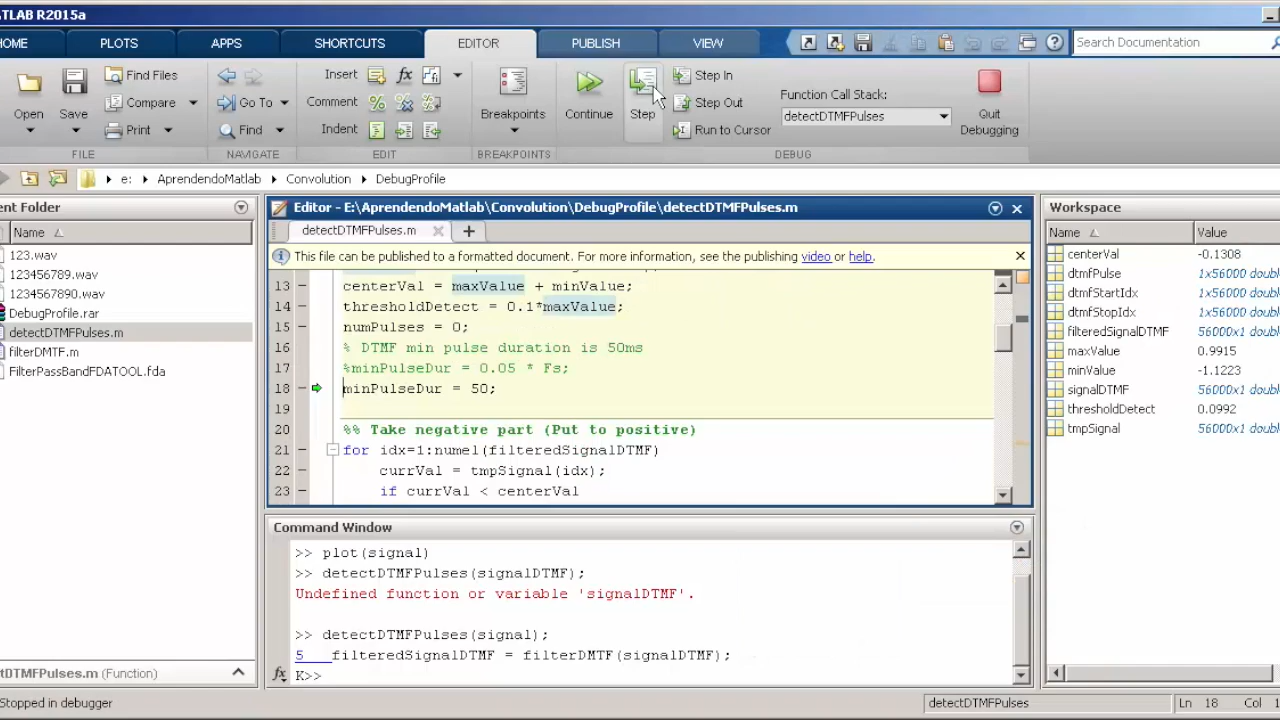 ATLAB R2015a
HOME PLOTS APPS SHORTCUTS EDITOR PUBLISH VIEW Search Documentation
Open Save Find Files Compare Print
FILE
Go To Find
NAVIGATE
Insert fx
Comment
Indent
EDIT
Breakpoints
BREAKPOINTS
Continue Step Step In
Step Out
Run to Cursor
Function Call Stack:
detectDTMFPulses
Quit Debugging
DEBUG
e: AprendendoMatlab Convolution DebugProfile
ent Folder
Name
123.wav
123456789.wav
1234567890.wav
DebugProfile.rar
detectDTMFPulses.m
filterDMTF.m
FilterPassBandFDATOOL.fda
ctDTMFPulses.m (Function)
Editor - E:\AprendendoMatlab\Convolution\DebugProfile\detectDTMFPulses.m
detectDTMFPulses.m
This file can be published to a formatted document. For more information, see the publishing video or help.
13 – centerVal = maxValue + minValue;
14 – thresholdDetect = 0.1*maxValue;
15 – numPulses = 0;
16 % DTMF min pulse duration is 50ms
17 %minPulseDur = 0.05 * Fs;
18 – minPulseDur = 50;
19
20 %% Take negative part (Put to positive)
21 – for idx=1:numel(filteredSignalDTMF)
22 – currVal = tmpSignal(idx);
23 – if currVal < centerVal
Command Window
>> plot(signal)
>> detectDTMFPulses(signalDTMF);
Undefined function or variable 'signalDTMF'.
>> detectDTMFPulses(signal);
5 filteredSignalDTMF = filterDMTF(signalDTMF);
fx K>>
Workspace
Name Value
centerVal -0.1308
dtmfPulse 1x56000 doubl
dtmfStartIdx 1x56000 doubl
dtmfStopIdx 1x56000 doubl
filteredSignalDTMF 56000x1 doubl
maxValue 0.9915
minValue -1.1223
signalDTMF 56000x1 doubl
thresholdDetect 0.0992
tmpSignal 56000x1 doubl
Stopped in debugger
detectDTMFPulses
Ln 18 Col 1